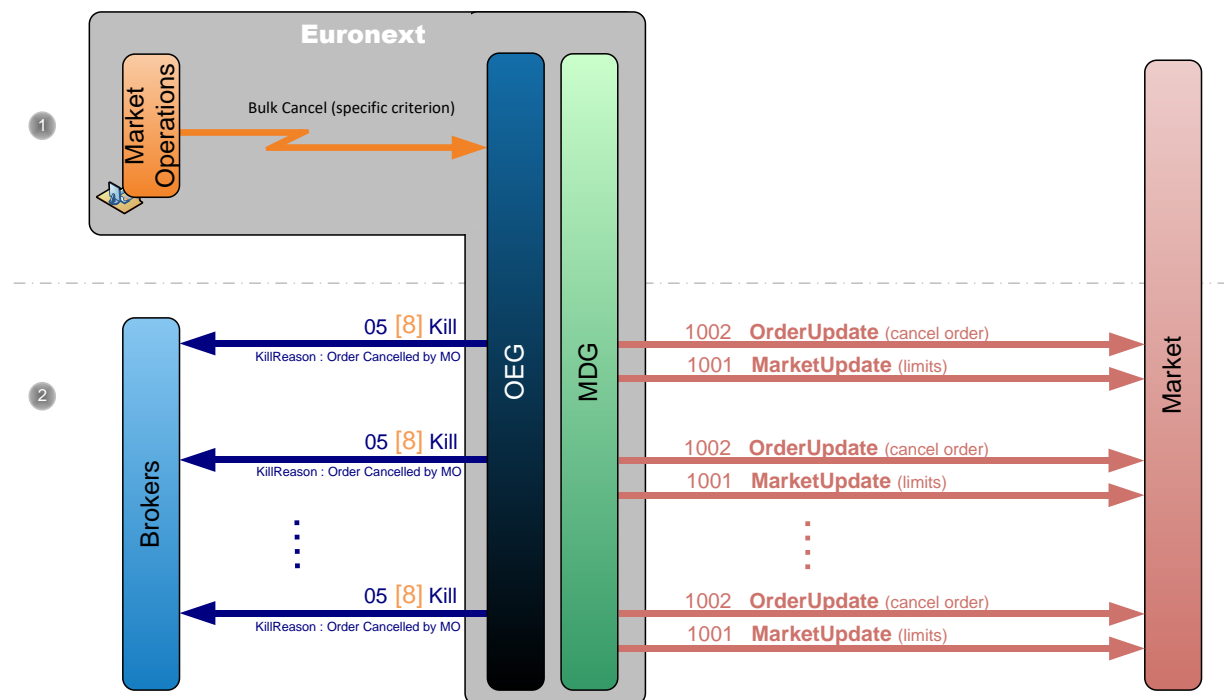 Euronext
Market
Operations
Bulk Cancel (specific criterion)
1
OEG
MDG
Market
2
Brokers
05 [8] Kill
KillReason : Order Cancelled by MO
1002 OrderUpdate (cancel order)
1001 MarketUpdate (limits)
05 [8] Kill
KillReason : Order Cancelled by MO
1002 OrderUpdate (cancel order)
1001 MarketUpdate (limits)
05 [8] Kill
KillReason : Order Cancelled by MO
1002 OrderUpdate (cancel order)
1001 MarketUpdate (limits)